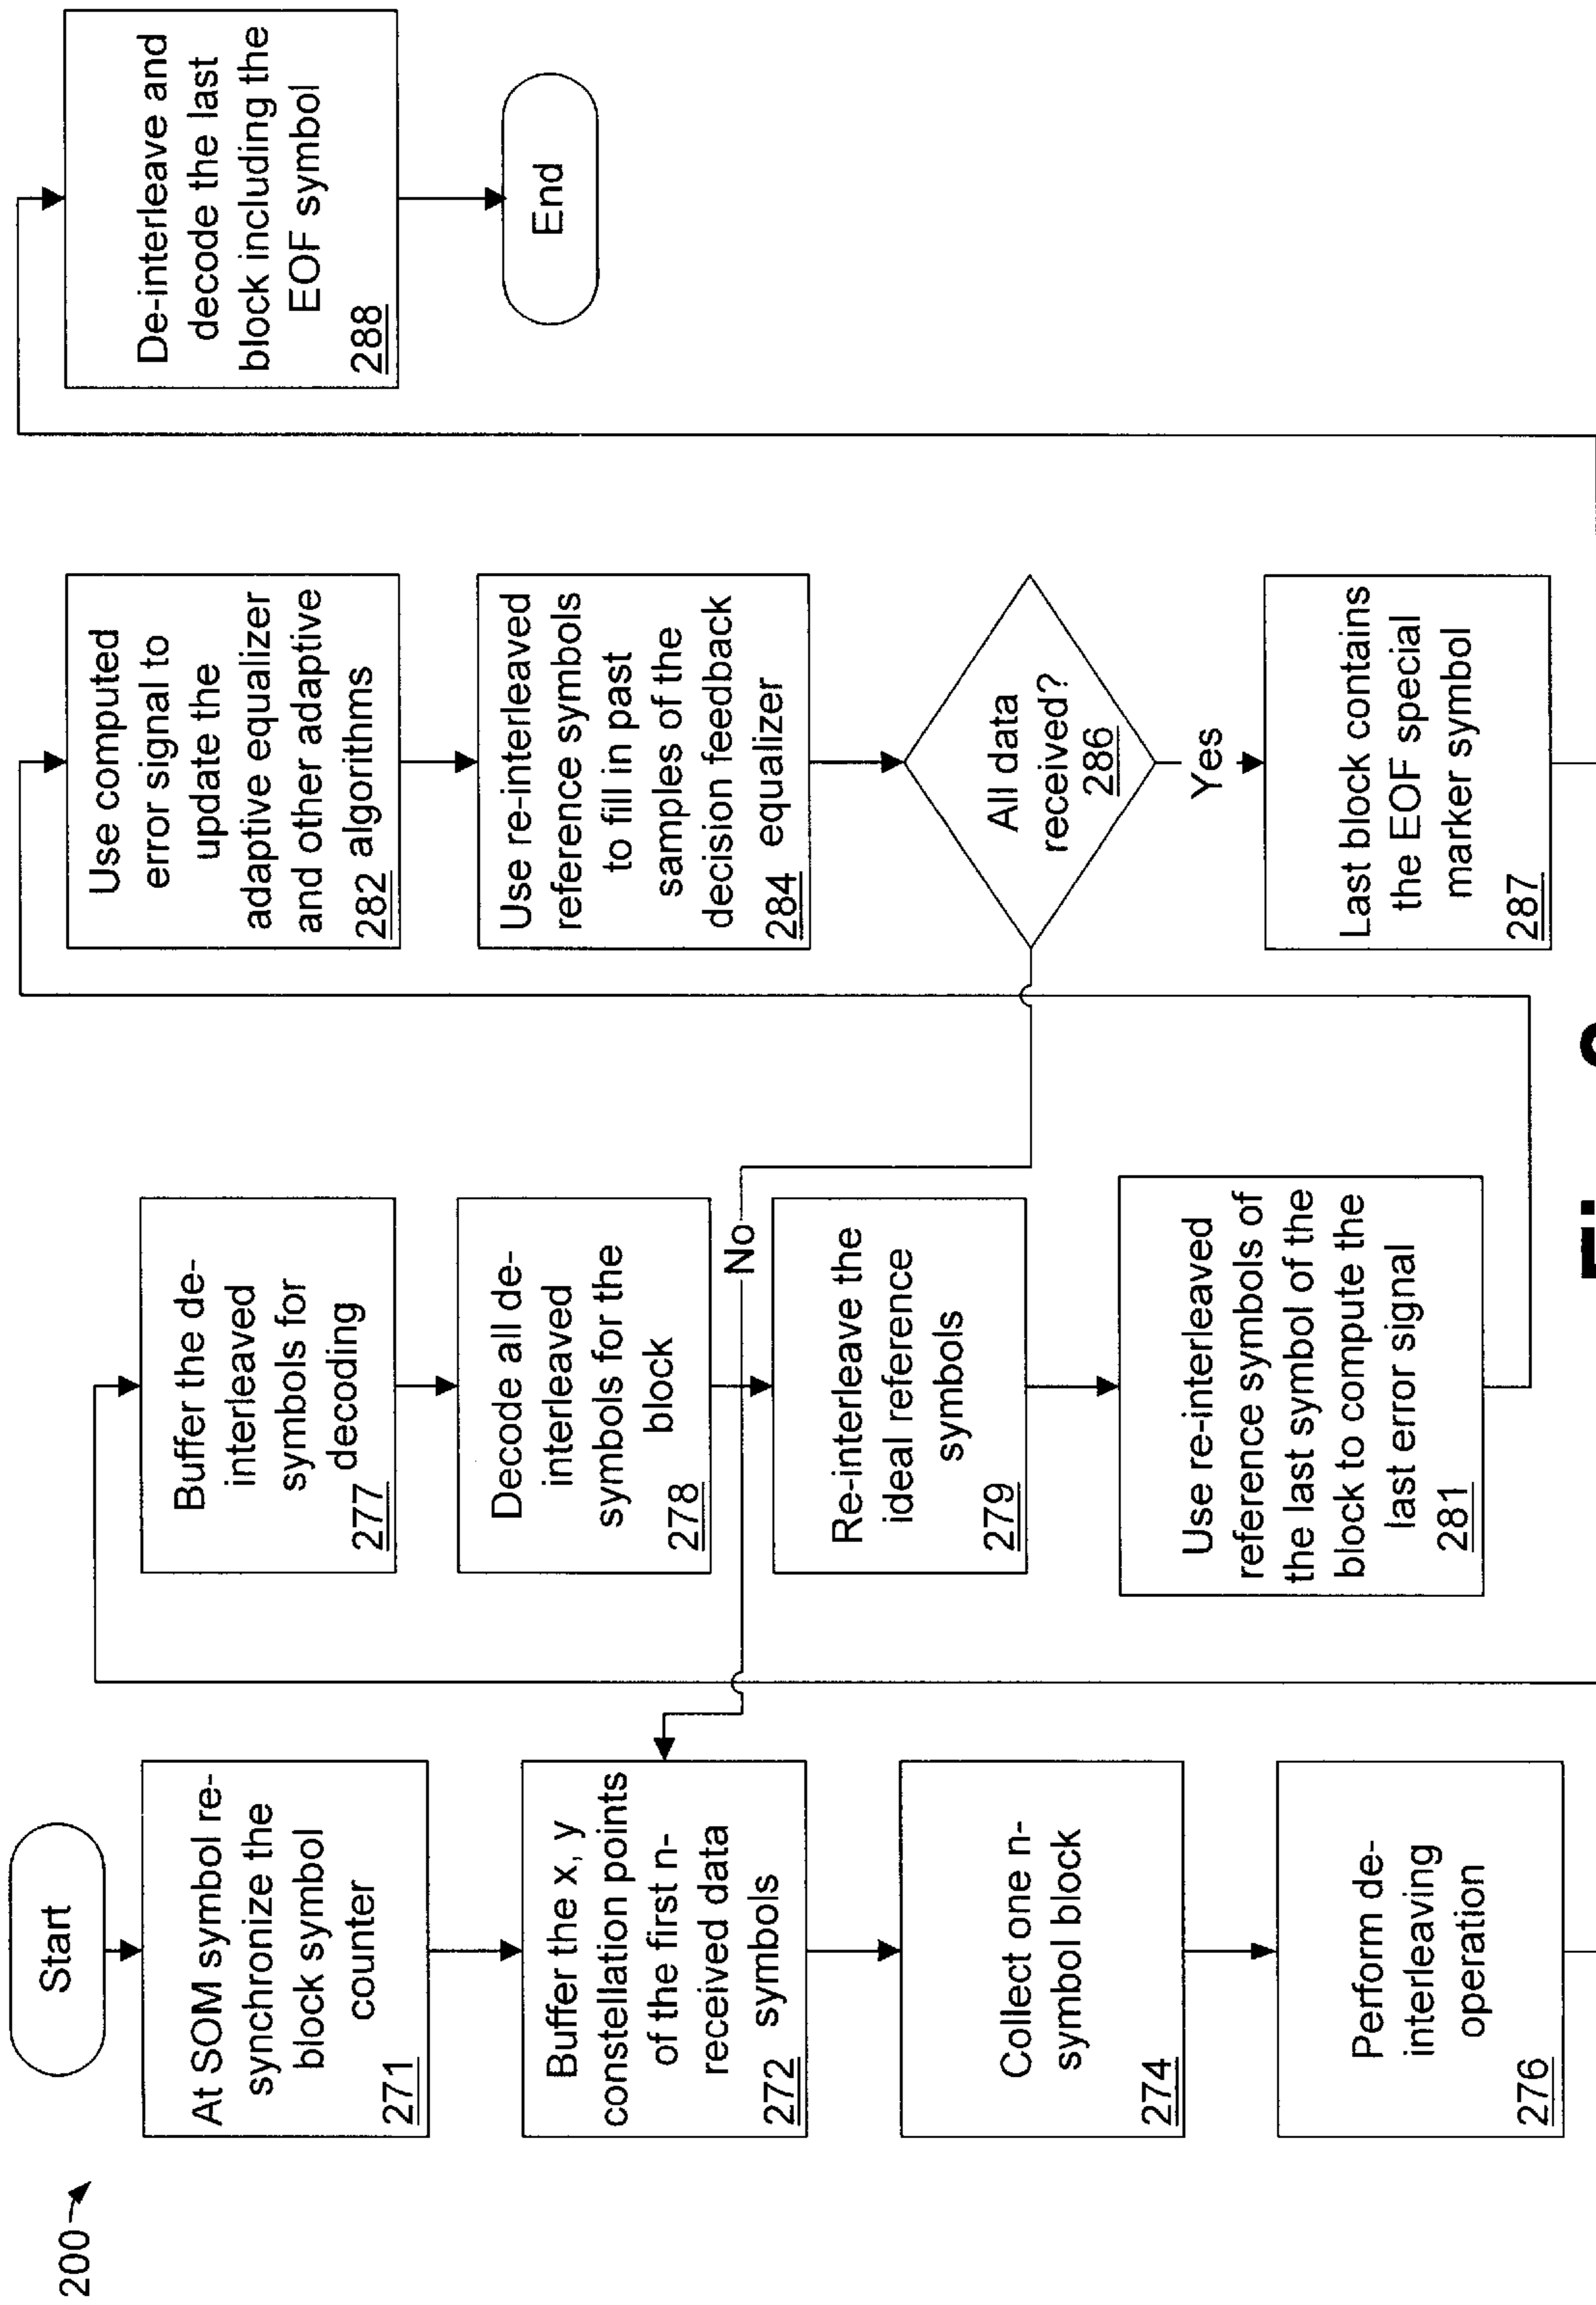 200
Start
At SOM symbol re-
synchronize the
block symbol
counter
271
Buffer the x, y
constellation points
of the first n-
received data
272 symbols
Collect one n-
symbol block
274
Perform de-
interleaving
operation
276
Buffer the de-
interleaved
symbols for
decoding
277
Decode all de-
interleaved
symbols for the
block
278
No
Re-interleave the
ideal reference
symbols
279
Use re-interleaved
reference symbols of
the last symbol of the
block to compute the
last error signal
281
Use computed
error signal to
update the
adaptive equalizer
and other adaptive
282 algorithms
Use re-interleaved
reference symbols
to fill in past
samples of the
decision feedback
284 equalizer
All data
received?
286
Yes
Last block contains
the EOF special
marker symbol
287
De-interleave and
decode the last
block including the
EOF symbol
288
End